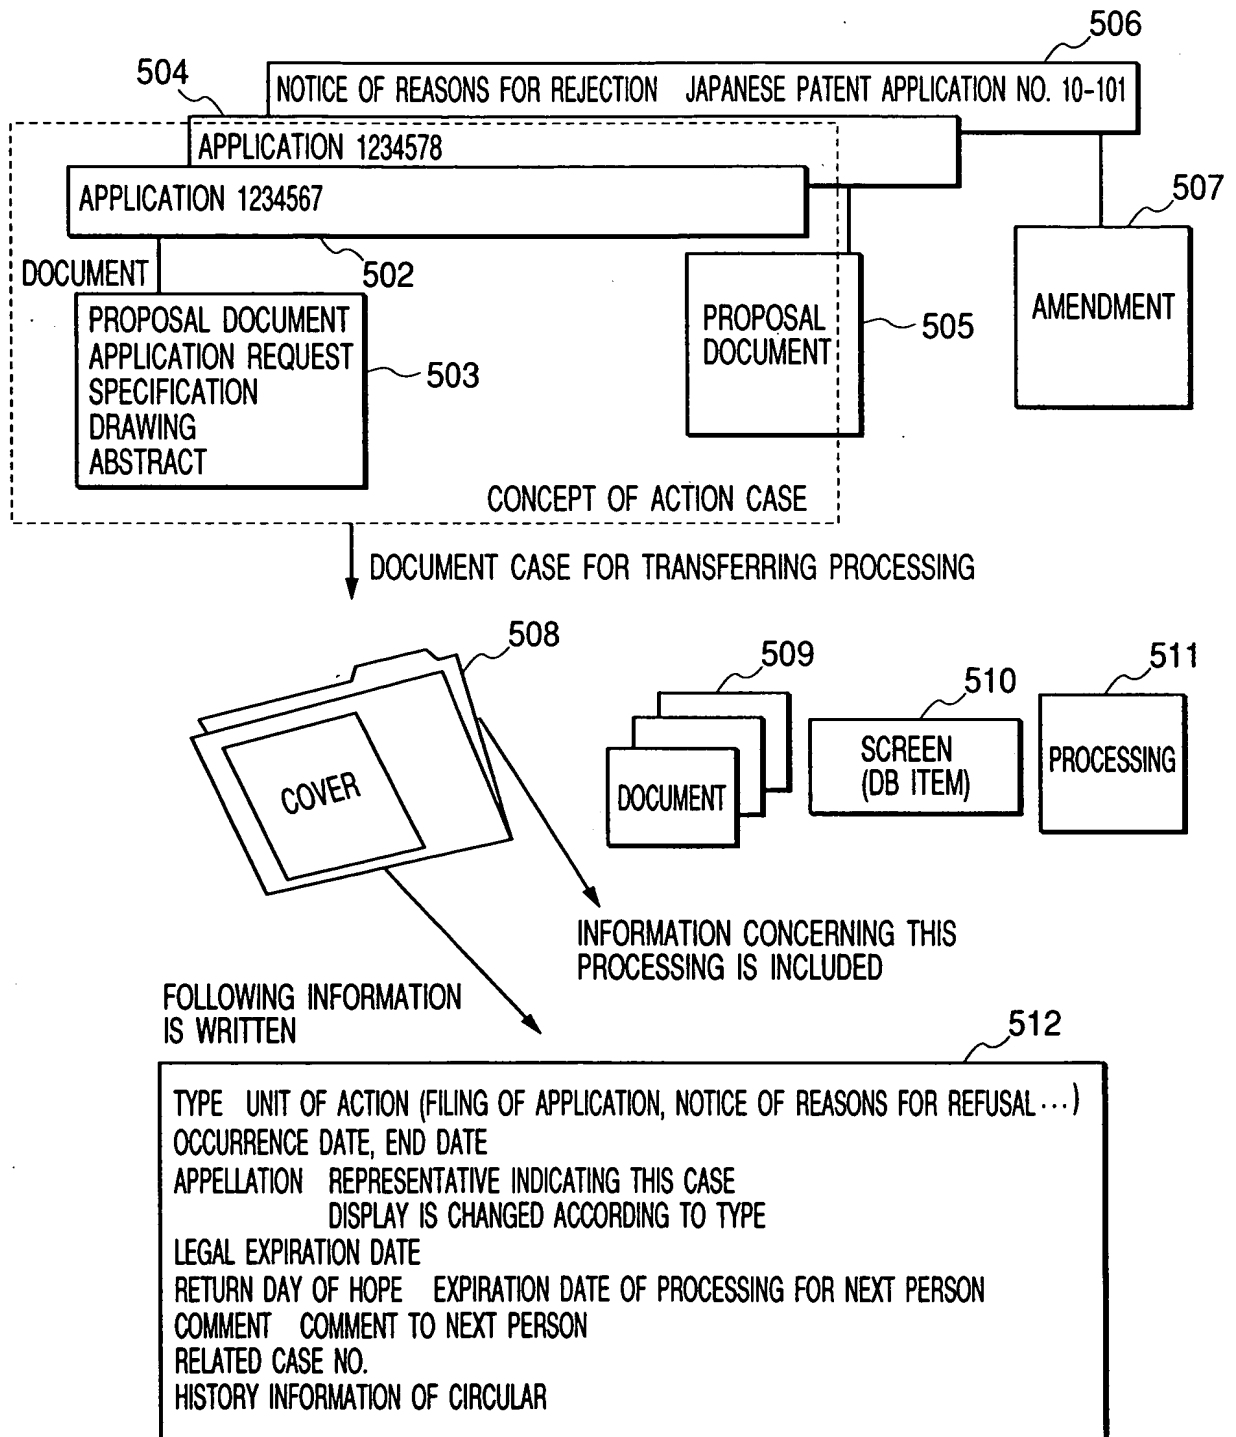 506
504
NOTICE OF REASONS FOR REJECTION JAPANESE PATENT APPLICATION NO. 10-101
APPLICATION 1234578
APPLICATION 1234567
507
502
DOCUMENT
PROPOSAL DOCUMENT
APPLICATION REQUEST
SPECIFICATION
DRAWING
ABSTRACT
503
PROPOSAL
DOCUMENT
505
AMENDMENT
CONCEPT OF ACTION CASE
DOCUMENT CASE FOR TRANSFERRING PROCESSING
508
509
510
511
COVER
DOCUMENT
SCREEN
(DB ITEM)
PROCESSING
INFORMATION CONCERNING THIS
PROCESSING IS INCLUDED
FOLLOWING INFORMATION
IS WRITTEN
512
TYPE UNIT OF ACTION (FILING OF APPLICATION, NOTICE OF REASONS FOR REFUSAL ···)
OCCURRENCE DATE, END DATE
APPELLATION REPRESENTATIVE INDICATING THIS CASE
DISPLAY IS CHANGED ACCORDING TO TYPE
LEGAL EXPIRATION DATE
RETURN DAY OF HOPE EXPIRATION DATE OF PROCESSING FOR NEXT PERSON
COMMENT COMMENT TO NEXT PERSON
RELATED CASE NO.
HISTORY INFORMATION OF CIRCULAR